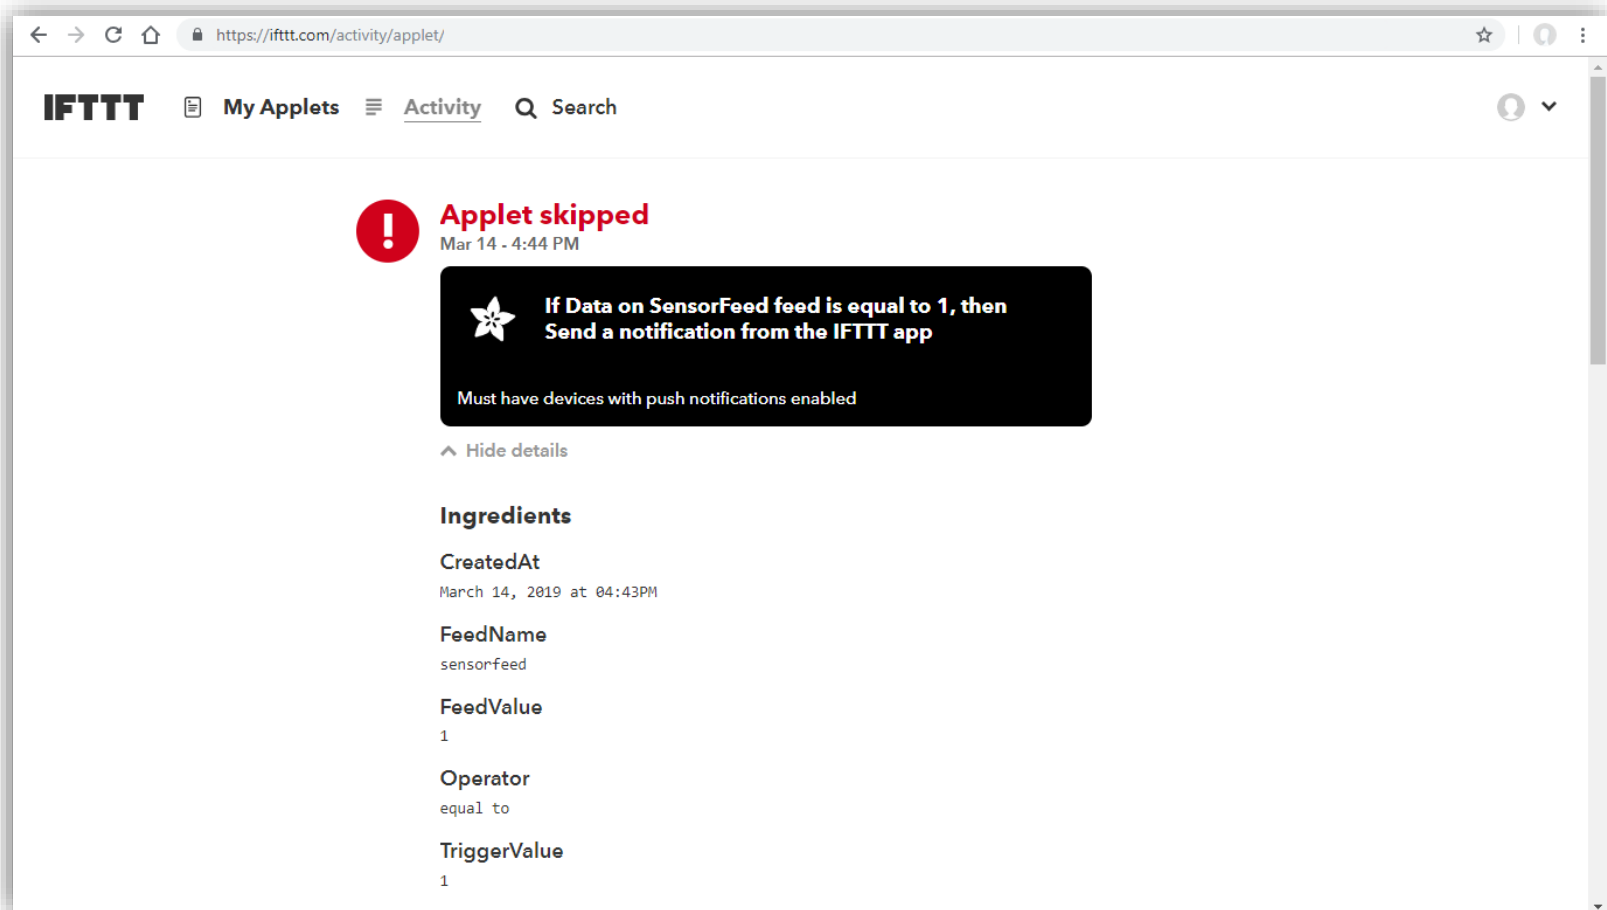 https://ifttt.com/activity/applet/
IFTTT My Applets Activity Search
Applet skipped
Mar 14 - 4:44 PM
If Data on SensorFeed feed is equal to 1, then
Send a notification from the IFTTT app
Must have devices with push notifications enabled
Hide details
Ingredients
CreatedAt
March 14, 2019 at 04:43PM
FeedName
sensorfeed
FeedValue
1
Operator
equal to
TriggerValue
1